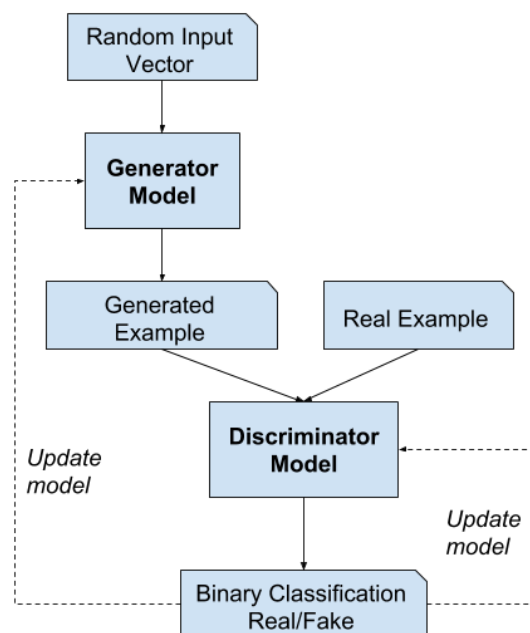 Random Input
Vector
Generator
Model
Generated
Example
Real Example
Discriminator
Model
Update
model
Update
model
Binary Classification
Real/Fake